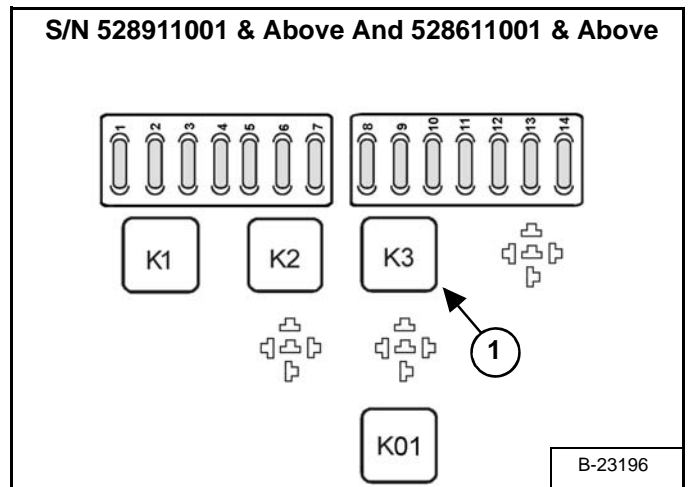 S/N 528911001 & Above And 528611001 & Above
1 2 3 4 5 6 7 8 9 10 11 12 13 14
K1 K2 K3
1
K01
B-23196